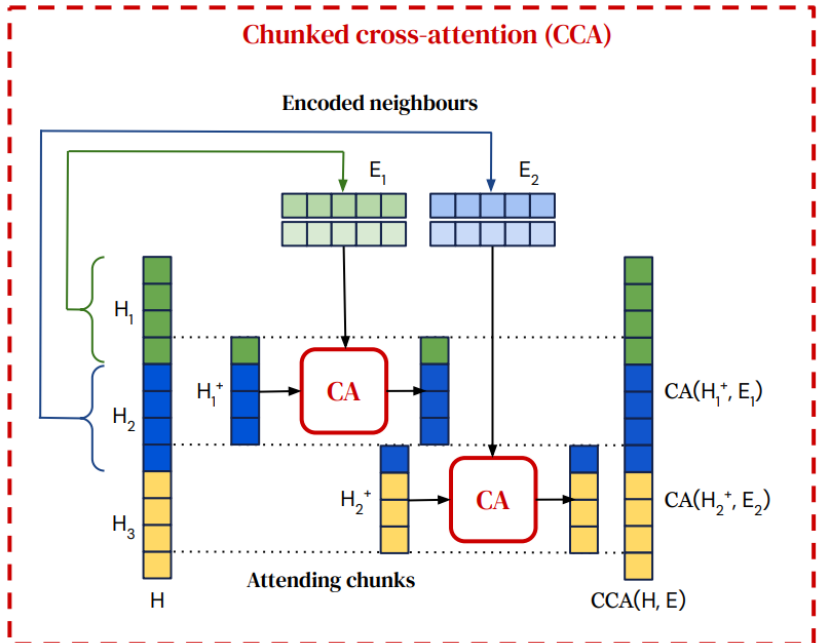 Chunked cross-attention (CCA)
Encoded neighbours
E₁
E₂
H₁
H₁⁺
CA
CA(H₁⁺, E₁)
H₂
H₂⁺
CA
CA(H₂⁺, E₂)
H₃
Attending chunks
H
CCA(H, E)